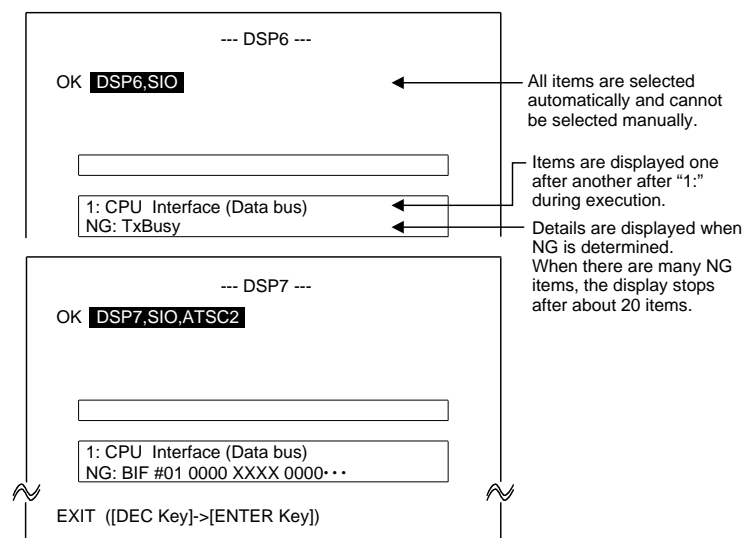 --- DSP6 ---
OK DSP6,SIO
All items are selected
automatically and cannot
be selected manually.
Items are displayed one
after another after “1:”
during execution.
1: CPU Interface (Data bus)
NG: TxBusy
Details are displayed when
NG is determined.
When there are many NG
items, the display stops
after about 20 items.
--- DSP7 ---
OK DSP7,SIO,ATSC2
1: CPU Interface (Data bus)
NG: BIF #01 0000 XXXX 0000···
EXIT ([DEC Key]->[ENTER Key])